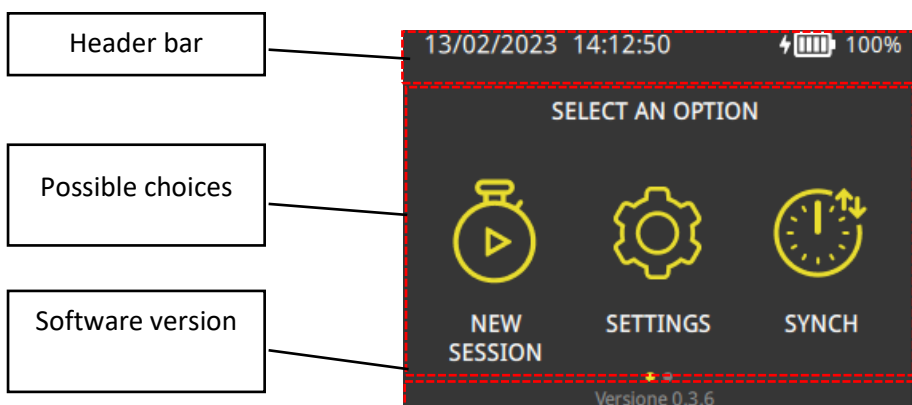 Header bar
13/02/2023 14:12:50 100%
SELECT AN OPTION
Possible choices
NEW
SESSION
SETTINGS
SYNCH
Software version
Versione 0.3.6